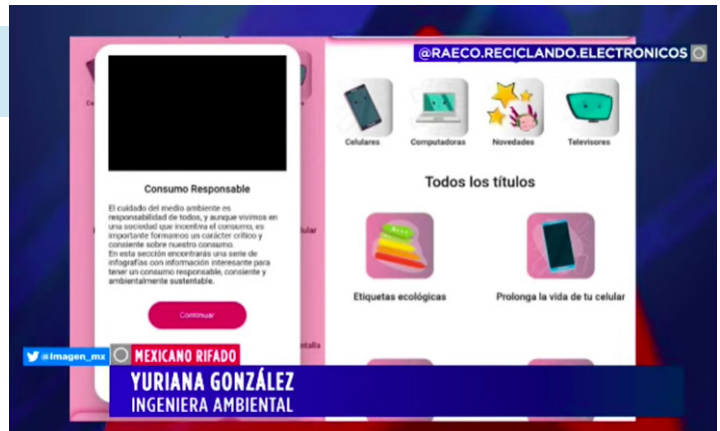 @RAECO.RECICLANDO.ELECTRONICOS
Celulares
Computadoras
Novedades
Televisores
Todos los títulos
Etiquetas ecológicas
Prolonga la vida de tu celular
Consumo Responsable
El cuidado del medio ambiente es
responsabilidad de todos, y aunque vivimos en
una sociedad que incentiva el consumo, es
importante formarnos un carácter crítico y
consiente sobre nuestro consumo.
En esta sección encontrarás una serie de
infografías con información interesante para
tener un consumo responsable, consiente y
ambientalmente sustentable.
Continuar
@Imagen_mx
MEXICANO RIFADO
YURIANA GONZÁLEZ
INGENIERA AMBIENTAL